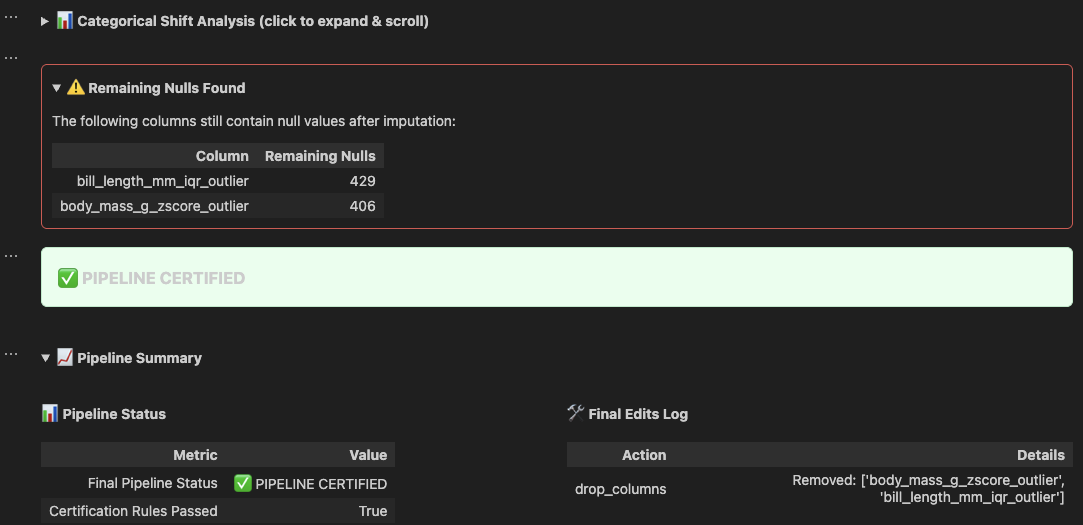 ... ▶ 📊 Categorical Shift Analysis (click to expand & scroll)
...
▼ ⚠️ Remaining Nulls Found
The following columns still contain null values after imputation:
Column Remaining Nulls
bill_length_mm_iqr_outlier 429
body_mass_g_zscore_outlier 406
...
✅ PIPELINE CERTIFIED
... ▼ 📈 Pipeline Summary
📊 Pipeline Status
Metric Value
Final Pipeline Status ✅ PIPELINE CERTIFIED
Certification Rules Passed True
🛠️ Final Edits Log
Action Details
drop_columns Removed: ['body_mass_g_zscore_outlier',
'bill_length_mm_iqr_outlier']